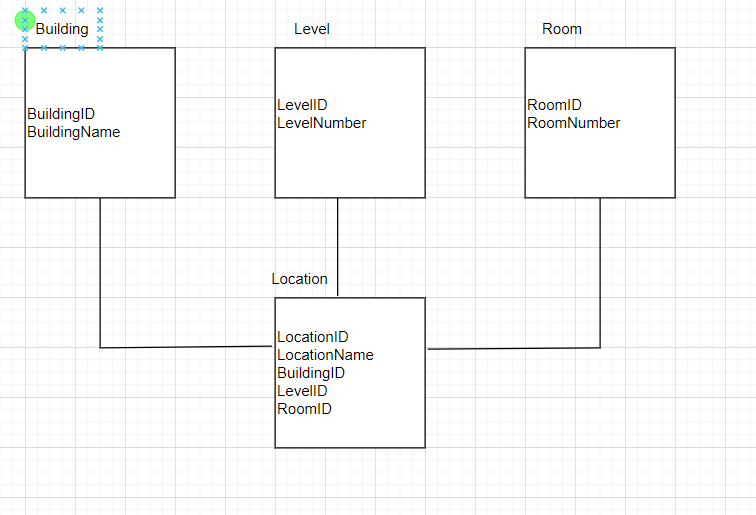 Building
Level
Room
BuildingID
BuildingName
LevelID
LevelNumber
RoomID
RoomNumber
Location
LocationID
LocationName
BuildingID
LevelID
RoomID